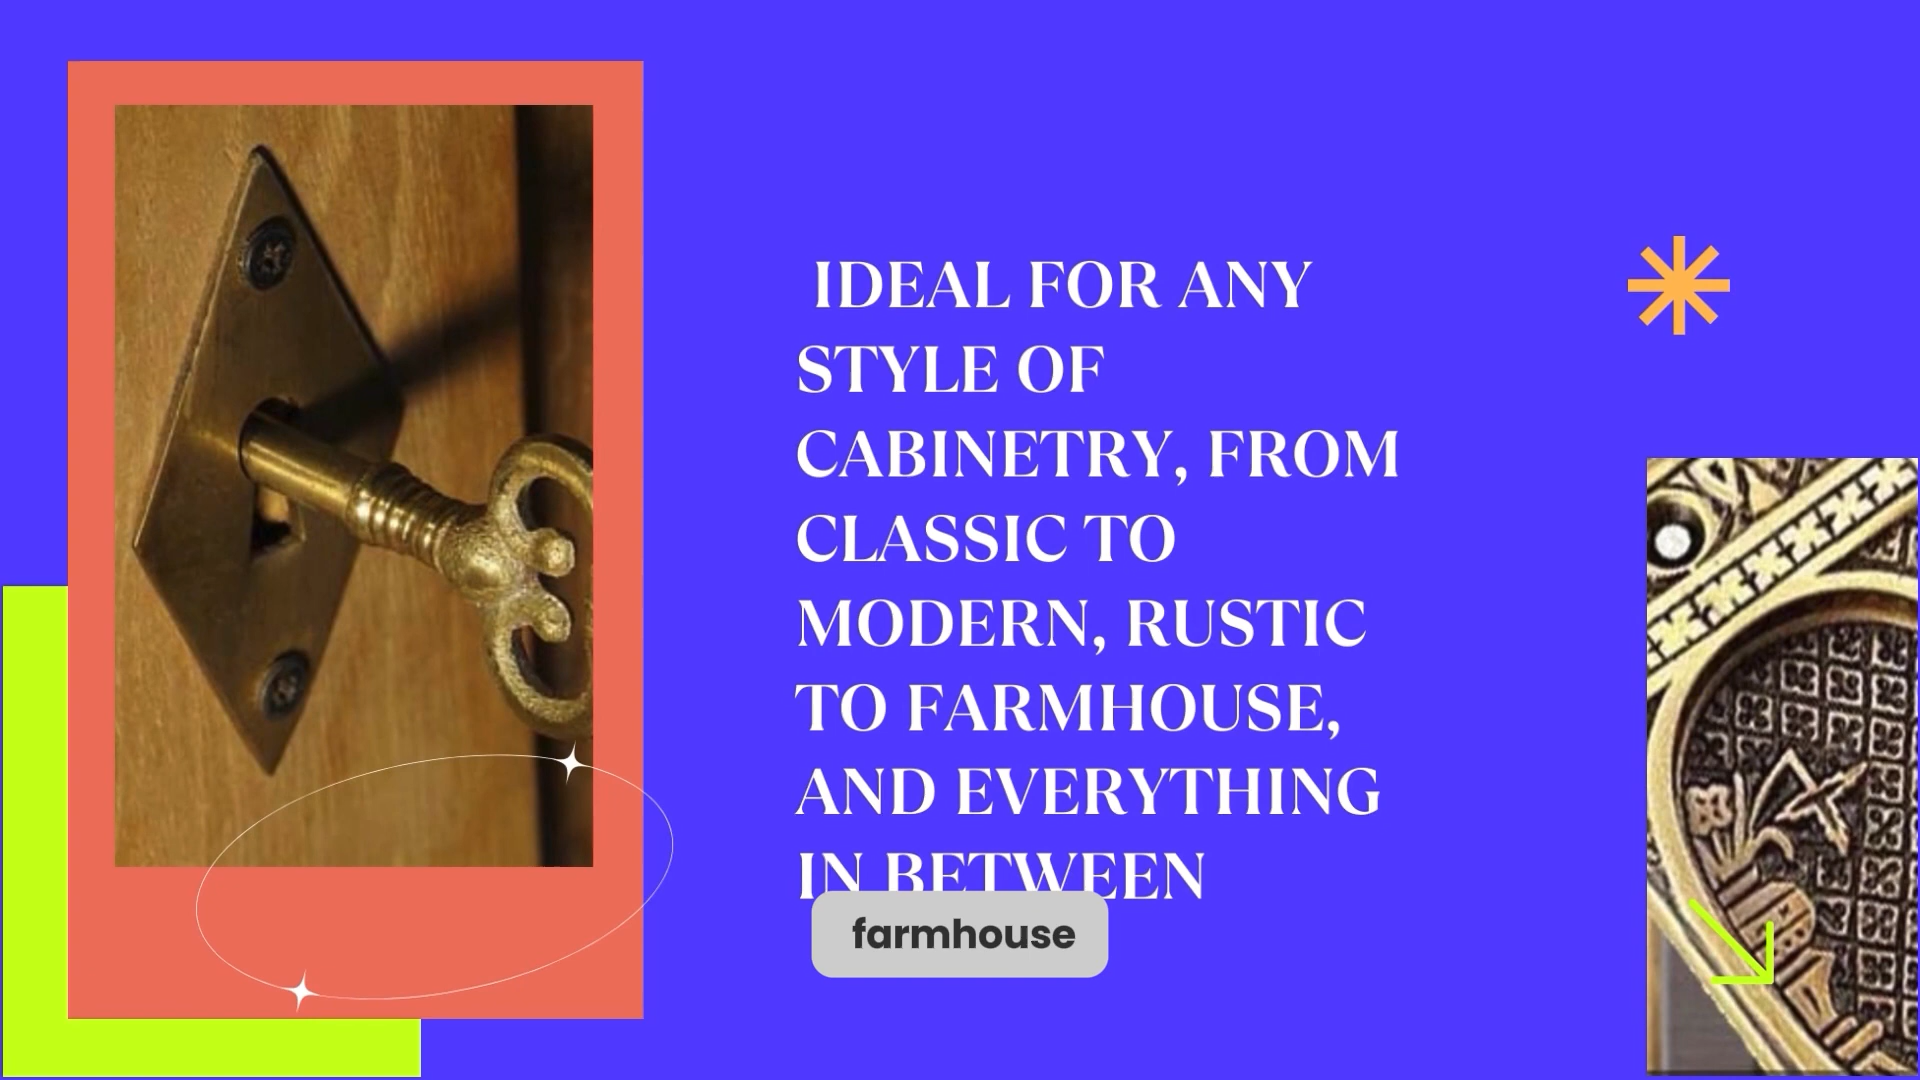 IDEAL FOR ANY
STYLE OF
CABINETRY, FROM
CLASSIC TO
MODERN, RUSTIC
TO FARMHOUSE,
AND EVERYTHING
IN BETWEEN
farmhouse